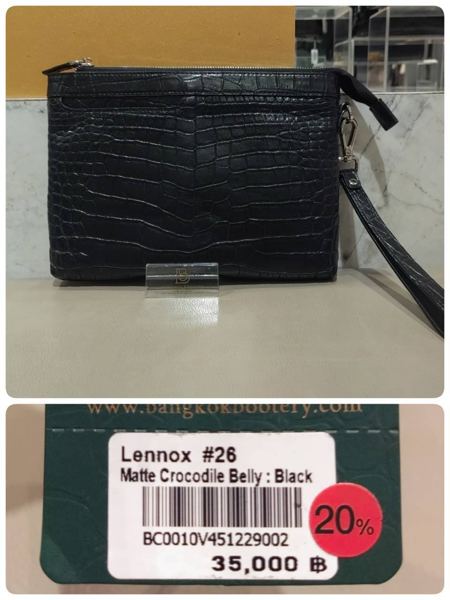 www.bangkokbootery.com
Lennox #26
Matte Crocodile Belly : Black
20%
BC0010V451229002
35,000 ฿